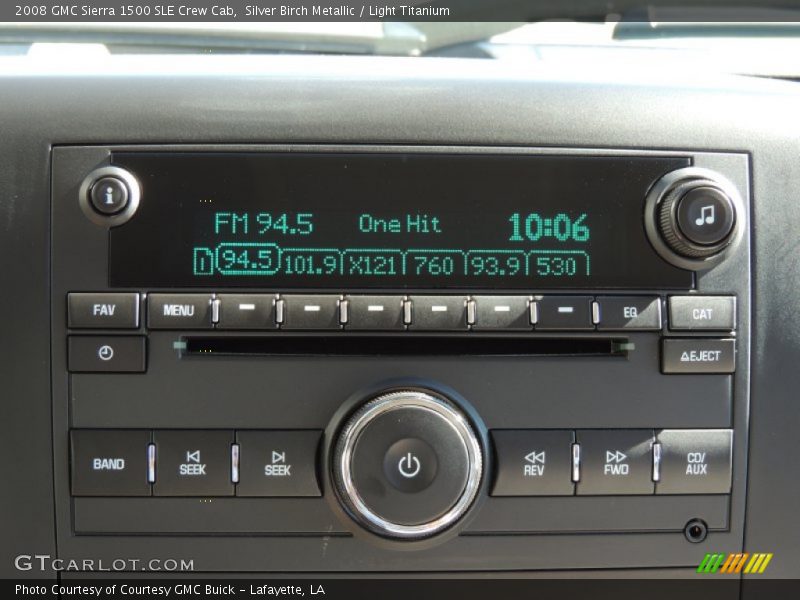 2008 GMC Sierra 1500 SLE Crew Cab, Silver Birch Metallic / Light Titanium
i
FM 94.5 One Hit 10:06
1 94.5 101.9 X121 760 93.9 530
FAV MENU EQ CAT
EJECT
BAND SEEK SEEK REV FWD CD/AUX
GTCARLOT.COM
Photo Courtesy of Courtesy GMC Buick - Lafayette, LA